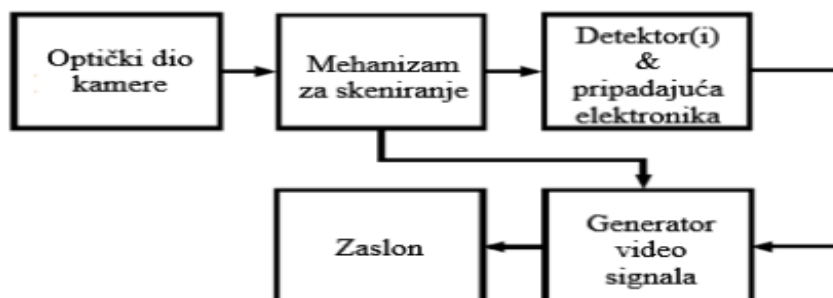 Optički dio
kamere
Mehanizam
za skeniranje
Detektor(i)
&
pripadajuća
elektronika
Zaslon
Generator
video
signala